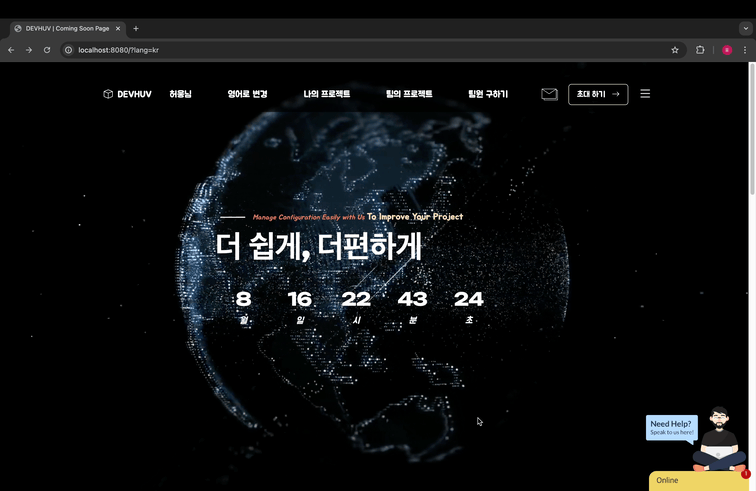 DEVHUV | Coming Soon Page
localhost:8080/?lang=kr
DEVHUV
허웅님
영어로 변경
나의 프로젝트
팀의 프로젝트
팀원 구하기
초대 하기 →
Manage Configuration Easily with Us To Improve Your Project
더 쉽게, 더편하게
8 16 22 43 24
월 일 시 분 초
Need Help?
Speak to us here!
Online
1